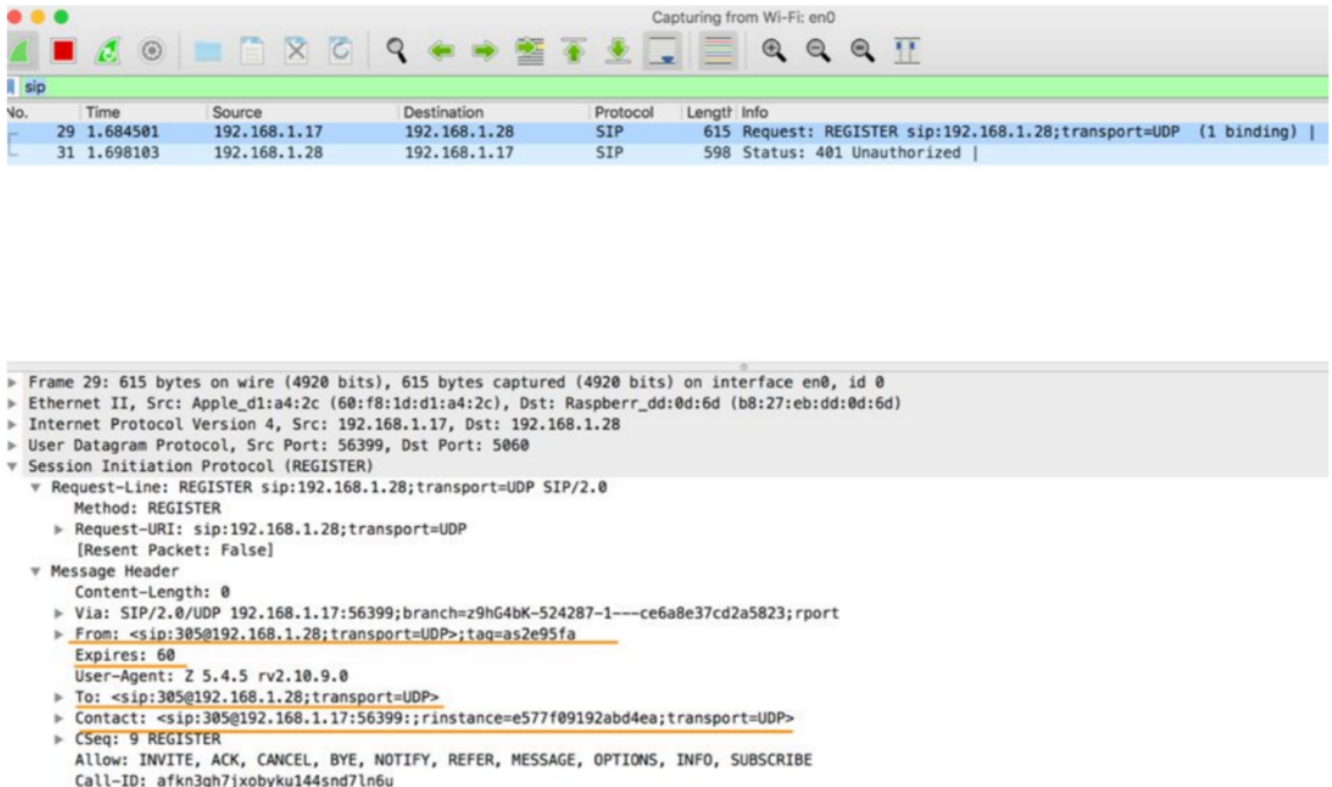 Capturing from Wi-Fi: en0
sip
No. Time Source Destination Protocol Length Info
29 1.684501 192.168.1.17 192.168.1.28 SIP 615 Request: REGISTER sip:192.168.1.28;transport=UDP (1 binding) |
31 1.698103 192.168.1.28 192.168.1.17 SIP 598 Status: 401 Unauthorized |
Frame 29: 615 bytes on wire (4920 bits), 615 bytes captured (4920 bits) on interface en0, id 0
Ethernet II, Src: Apple_d1:a4:2c (60:f8:1d:d1:a4:2c), Dst: Raspberr_dd:0d:6d (b8:27:eb:dd:0d:6d)
Internet Protocol Version 4, Src: 192.168.1.17, Dst: 192.168.1.28
User Datagram Protocol, Src Port: 56399, Dst Port: 5060
Session Initiation Protocol (REGISTER)
Request-Line: REGISTER sip:192.168.1.28;transport=UDP SIP/2.0
Method: REGISTER
Request-URI: sip:192.168.1.28;transport=UDP
[Resent Packet: False]
Message Header
Content-Length: 0
Via: SIP/2.0/UDP 192.168.1.17:56399;branch=z9hG4bK-524287-1---ce6a8e37cd2a5823;rport
From: <sip:305@192.168.1.28;transport=UDP>;tag=as2e95fa
Expires: 60
User-Agent: Z 5.4.5 rv2.10.9.0
To: <sip:305@192.168.1.28;transport=UDP>
Contact: <sip:305@192.168.1.17:56399:;rinstance=e577f09192abd4ea;transport=UDP>
CSeq: 9 REGISTER
Allow: INVITE, ACK, CANCEL, BYE, NOTIFY, REFER, MESSAGE, OPTIONS, INFO, SUBSCRIBE
Call-ID: afkn3gh7jxobyku144snd7ln6u